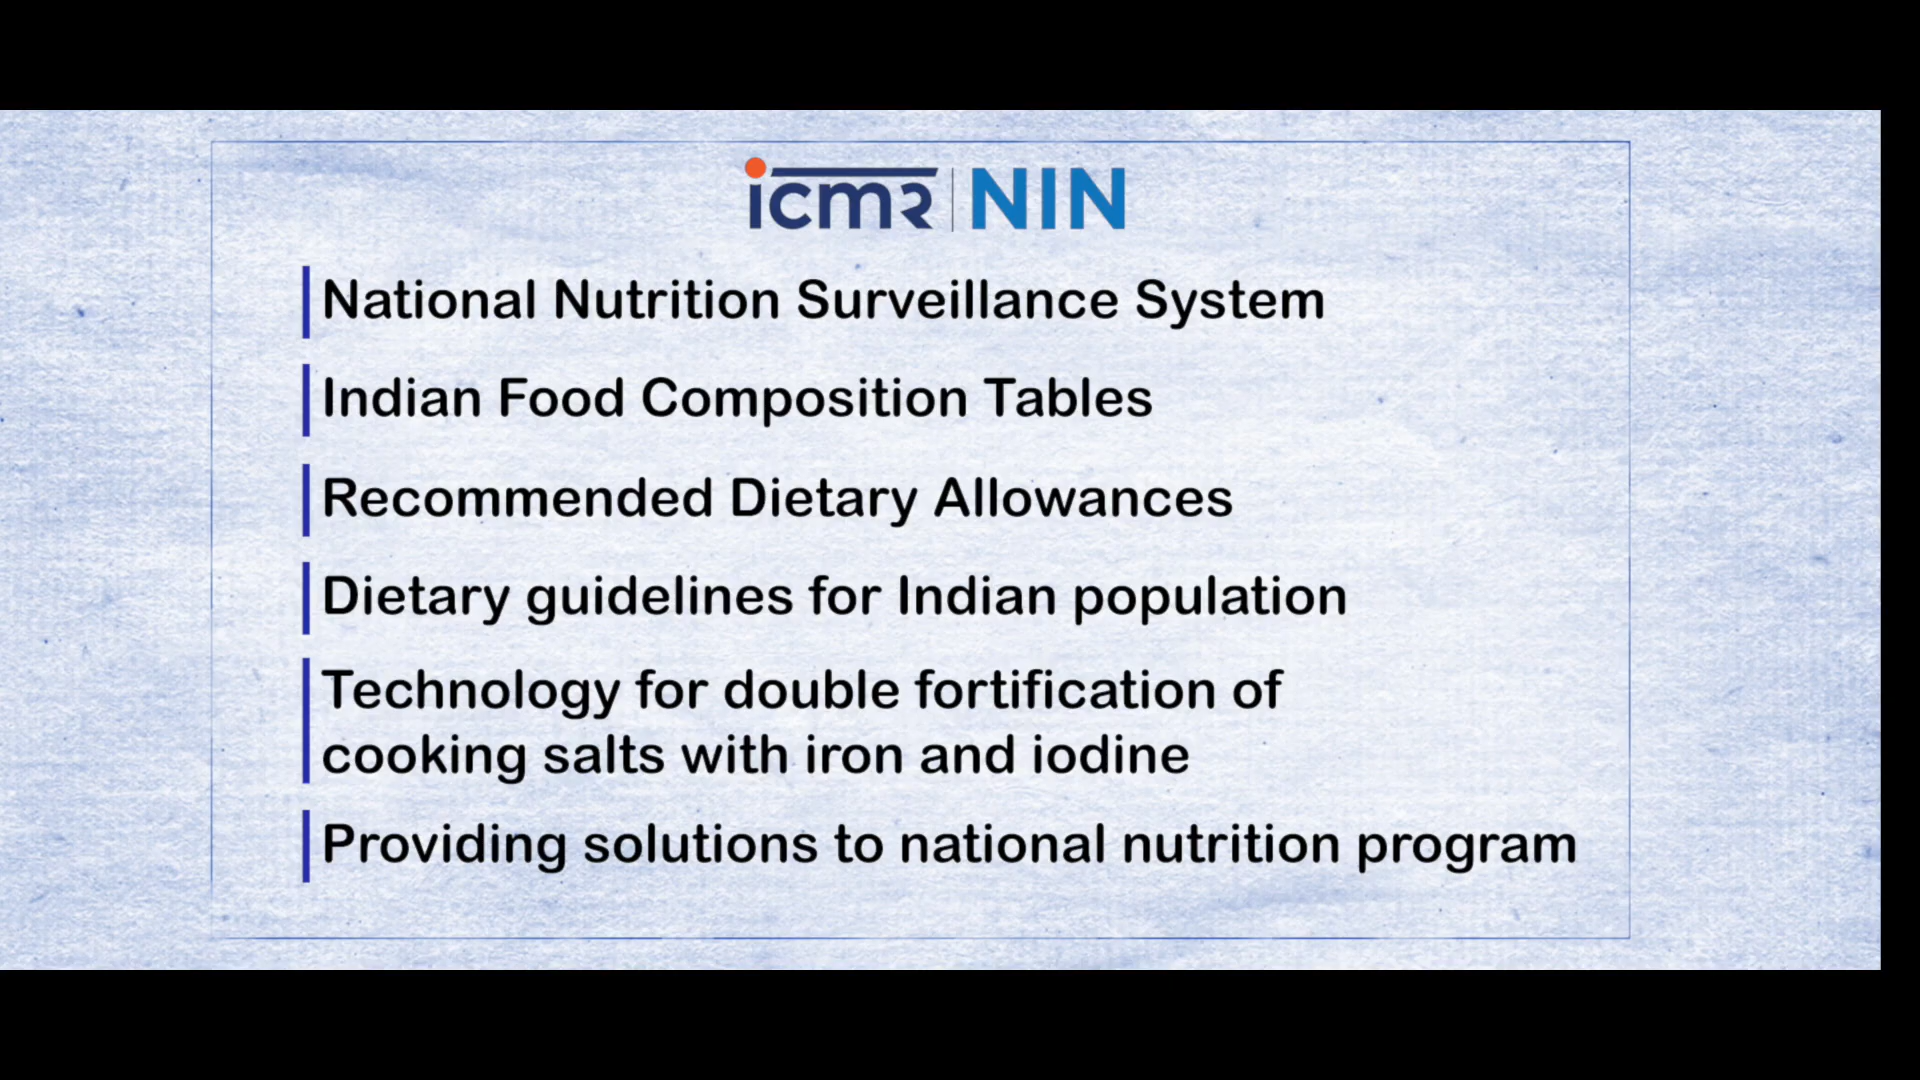 icmr NIN
National Nutrition Surveillance System
Indian Food Composition Tables
Recommended Dietary Allowances
Dietary guidelines for Indian population
Technology for double fortification of
cooking salts with iron and iodine
Providing solutions to national nutrition program